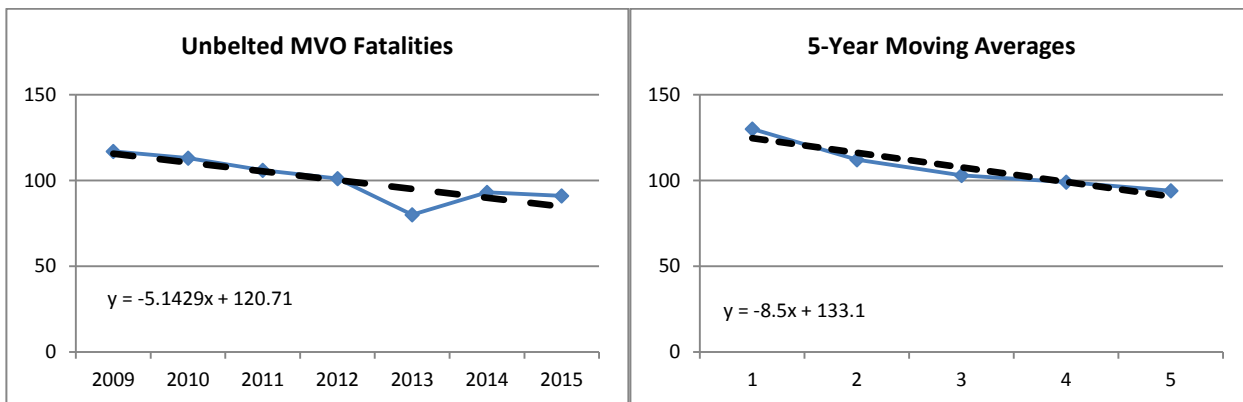 Unbelted MVO Fatalities
150
100
50
0
y = -5.1429x + 120.71
2009 2010 2011 2012 2013 2014 2015
5-Year Moving Averages
150
100
50
0
y = -8.5x + 133.1
1 2 3 4 5